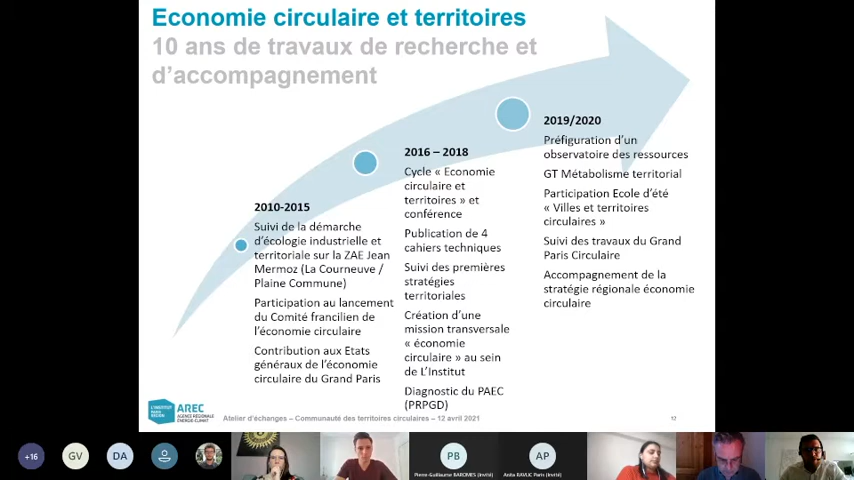 Economie circulaire et territoires
10 ans de travaux de recherche et
d'accompagnement
2010-2015
Suivi de la démarche
d'écologie industrielle et
territoriale sur la ZAE Jean
Mermoz (La Courneuve /
Plaine Commune)
Participation au lancement
du Comité francilien de
l'économie circulaire
Contribution aux Etats
généraux de l'économie
circulaire du Grand Paris
2016 – 2018
Cycle « Economie
circulaire et
territoires » et
conférence
Publication de 4
cahiers techniques
Suivi des premières
stratégies
territoriales
Création d'une
mission transversale
« économie
circulaire » au sein
de L'Institut
Diagnostic du PAEC
(PRPGD)
2019/2020
Préfiguration d'un
observatoire des ressources
GT Métabolisme territorial
Participation Ecole d'été
« Villes et territoires
circulaires »
Suivi des travaux du Grand
Paris Circulaire
Accompagnement de la
stratégie régionale économie
circulaire
L'INSTITUT
PARIS
REGION
AREC
AGENCE RÉGIONALE
ÉNERGIE-CLIMAT
Atelier d'échanges – Communauté des territoires circulaires – 12 avril 2021
+16
GV
DA
PB
Pierre-Guillaume BAROMES (Invité)
AP